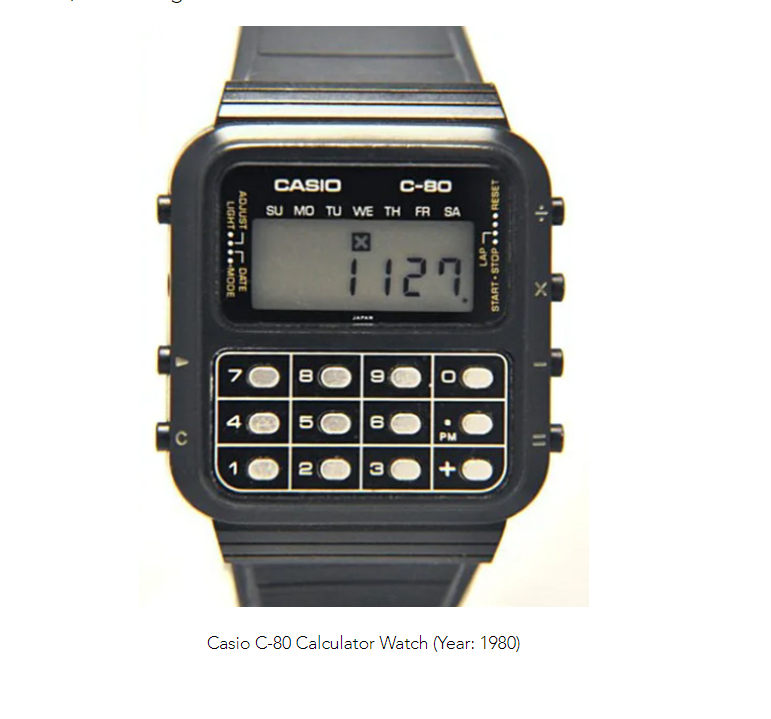 CASIO C-80
SU MO TU WE TH FR SA
ADJUST DATE
LIGHT •••• MODE
LAP
START • STOP •••• RESET
×
1127.
JAPAN
÷
×
−
=
C
7 8 9 0
4 5 6 •
PM
1 2 3 +
Casio C-80 Calculator Watch (Year: 1980)